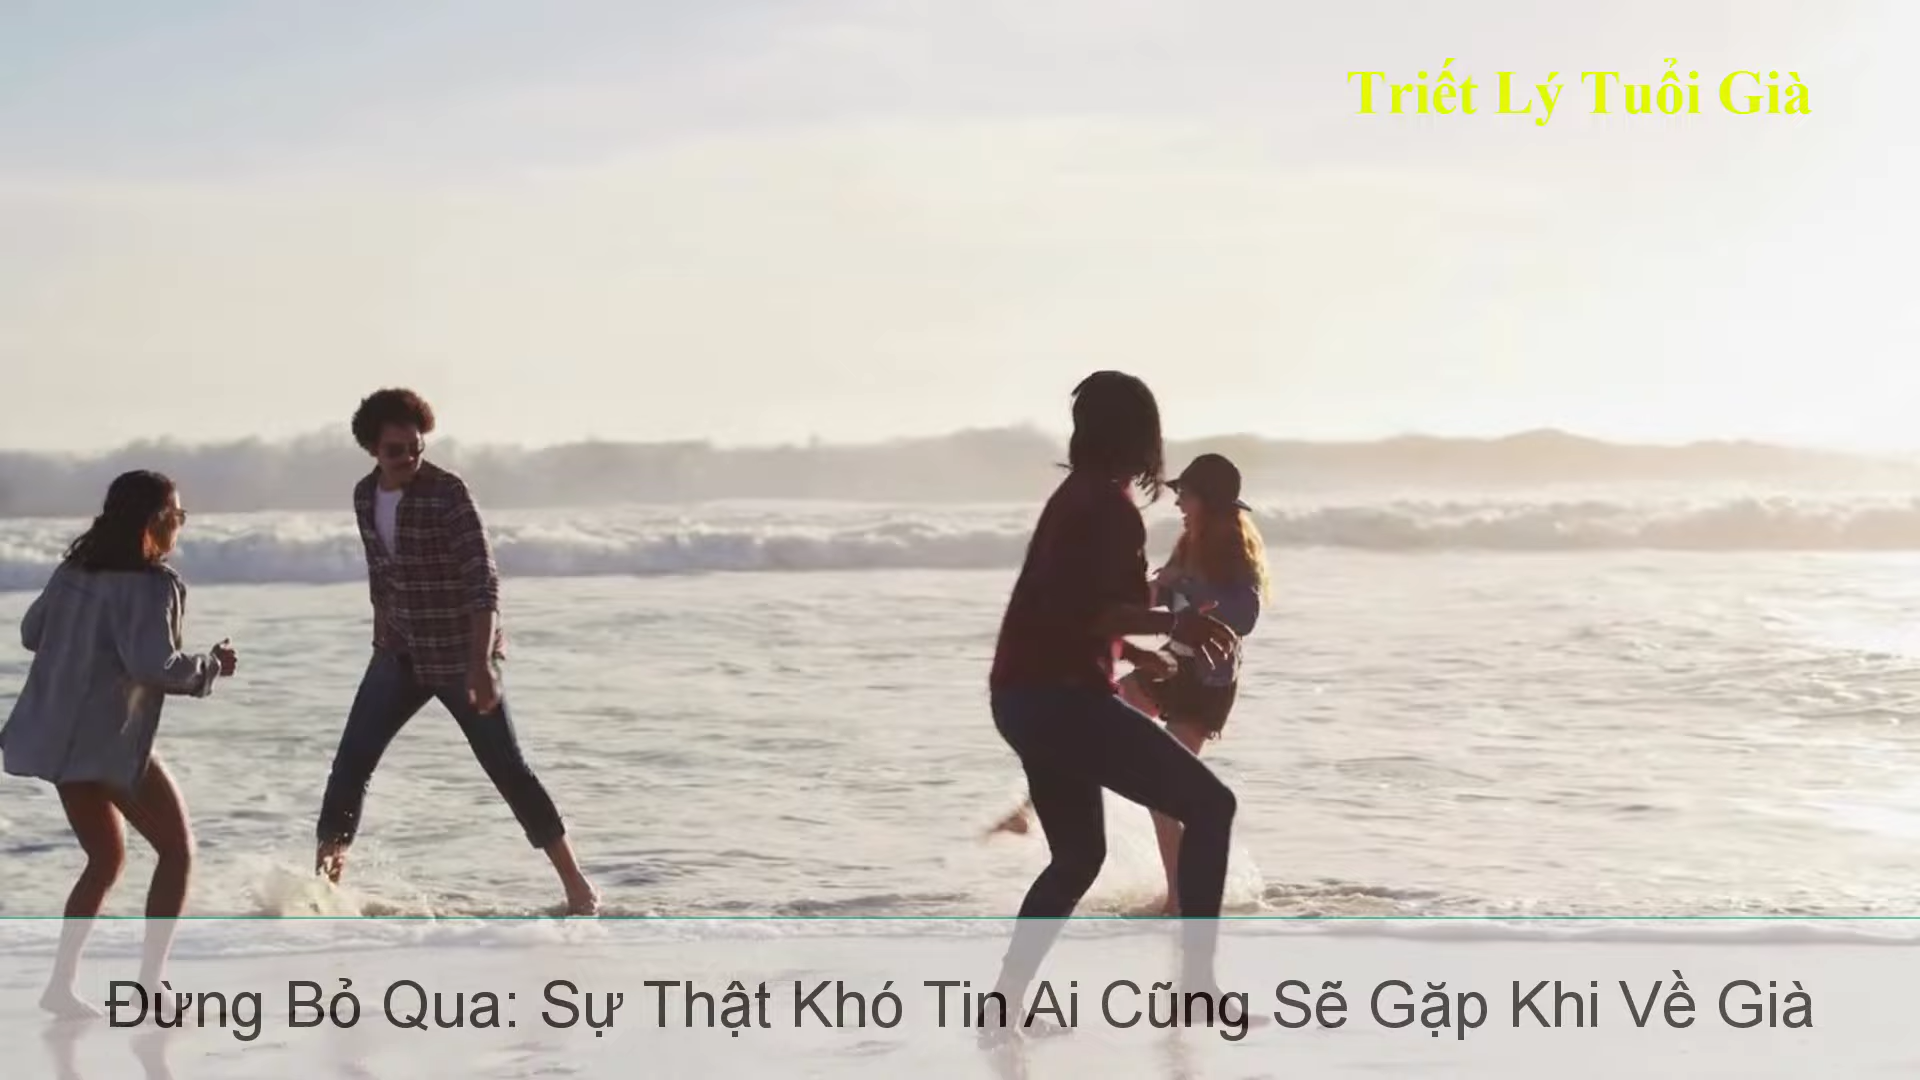 Triết Lý Tuổi Già
Đừng Bỏ Qua: Sự Thật Khó Tin Ai Cũng Sẽ Gặp Khi Về Già